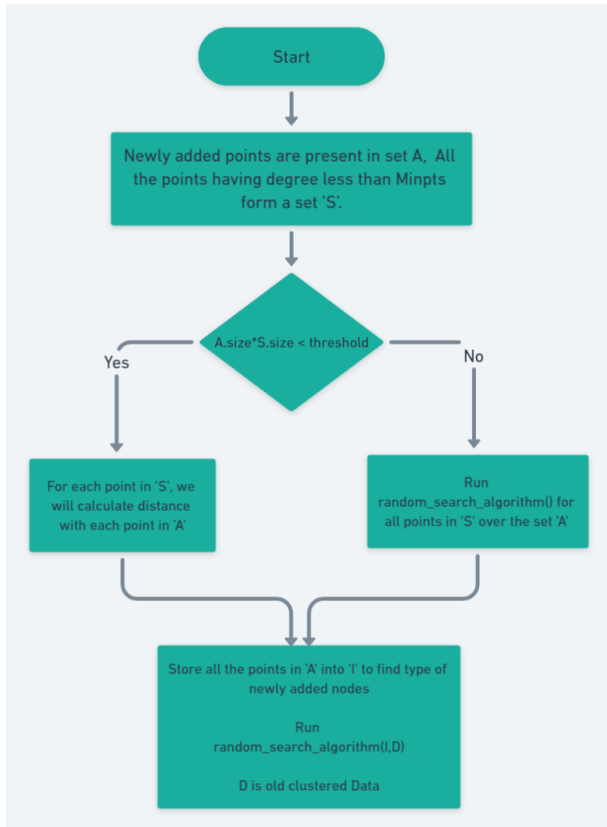 Start
Newly added points are present in set A, All
the points having degree less than Minpts
form a set 'S'.
A.size*S.size < threshold
Yes
No
For each point in 'S', we
will calculate distance
with each point in 'A'
Run
random_search_algorithm() for
all points in 'S' over the set 'A'
Store all the points in 'A' into 'I' to find type of
newly added nodes
Run
random_search_algorithm(I,D)
D is old clustered Data